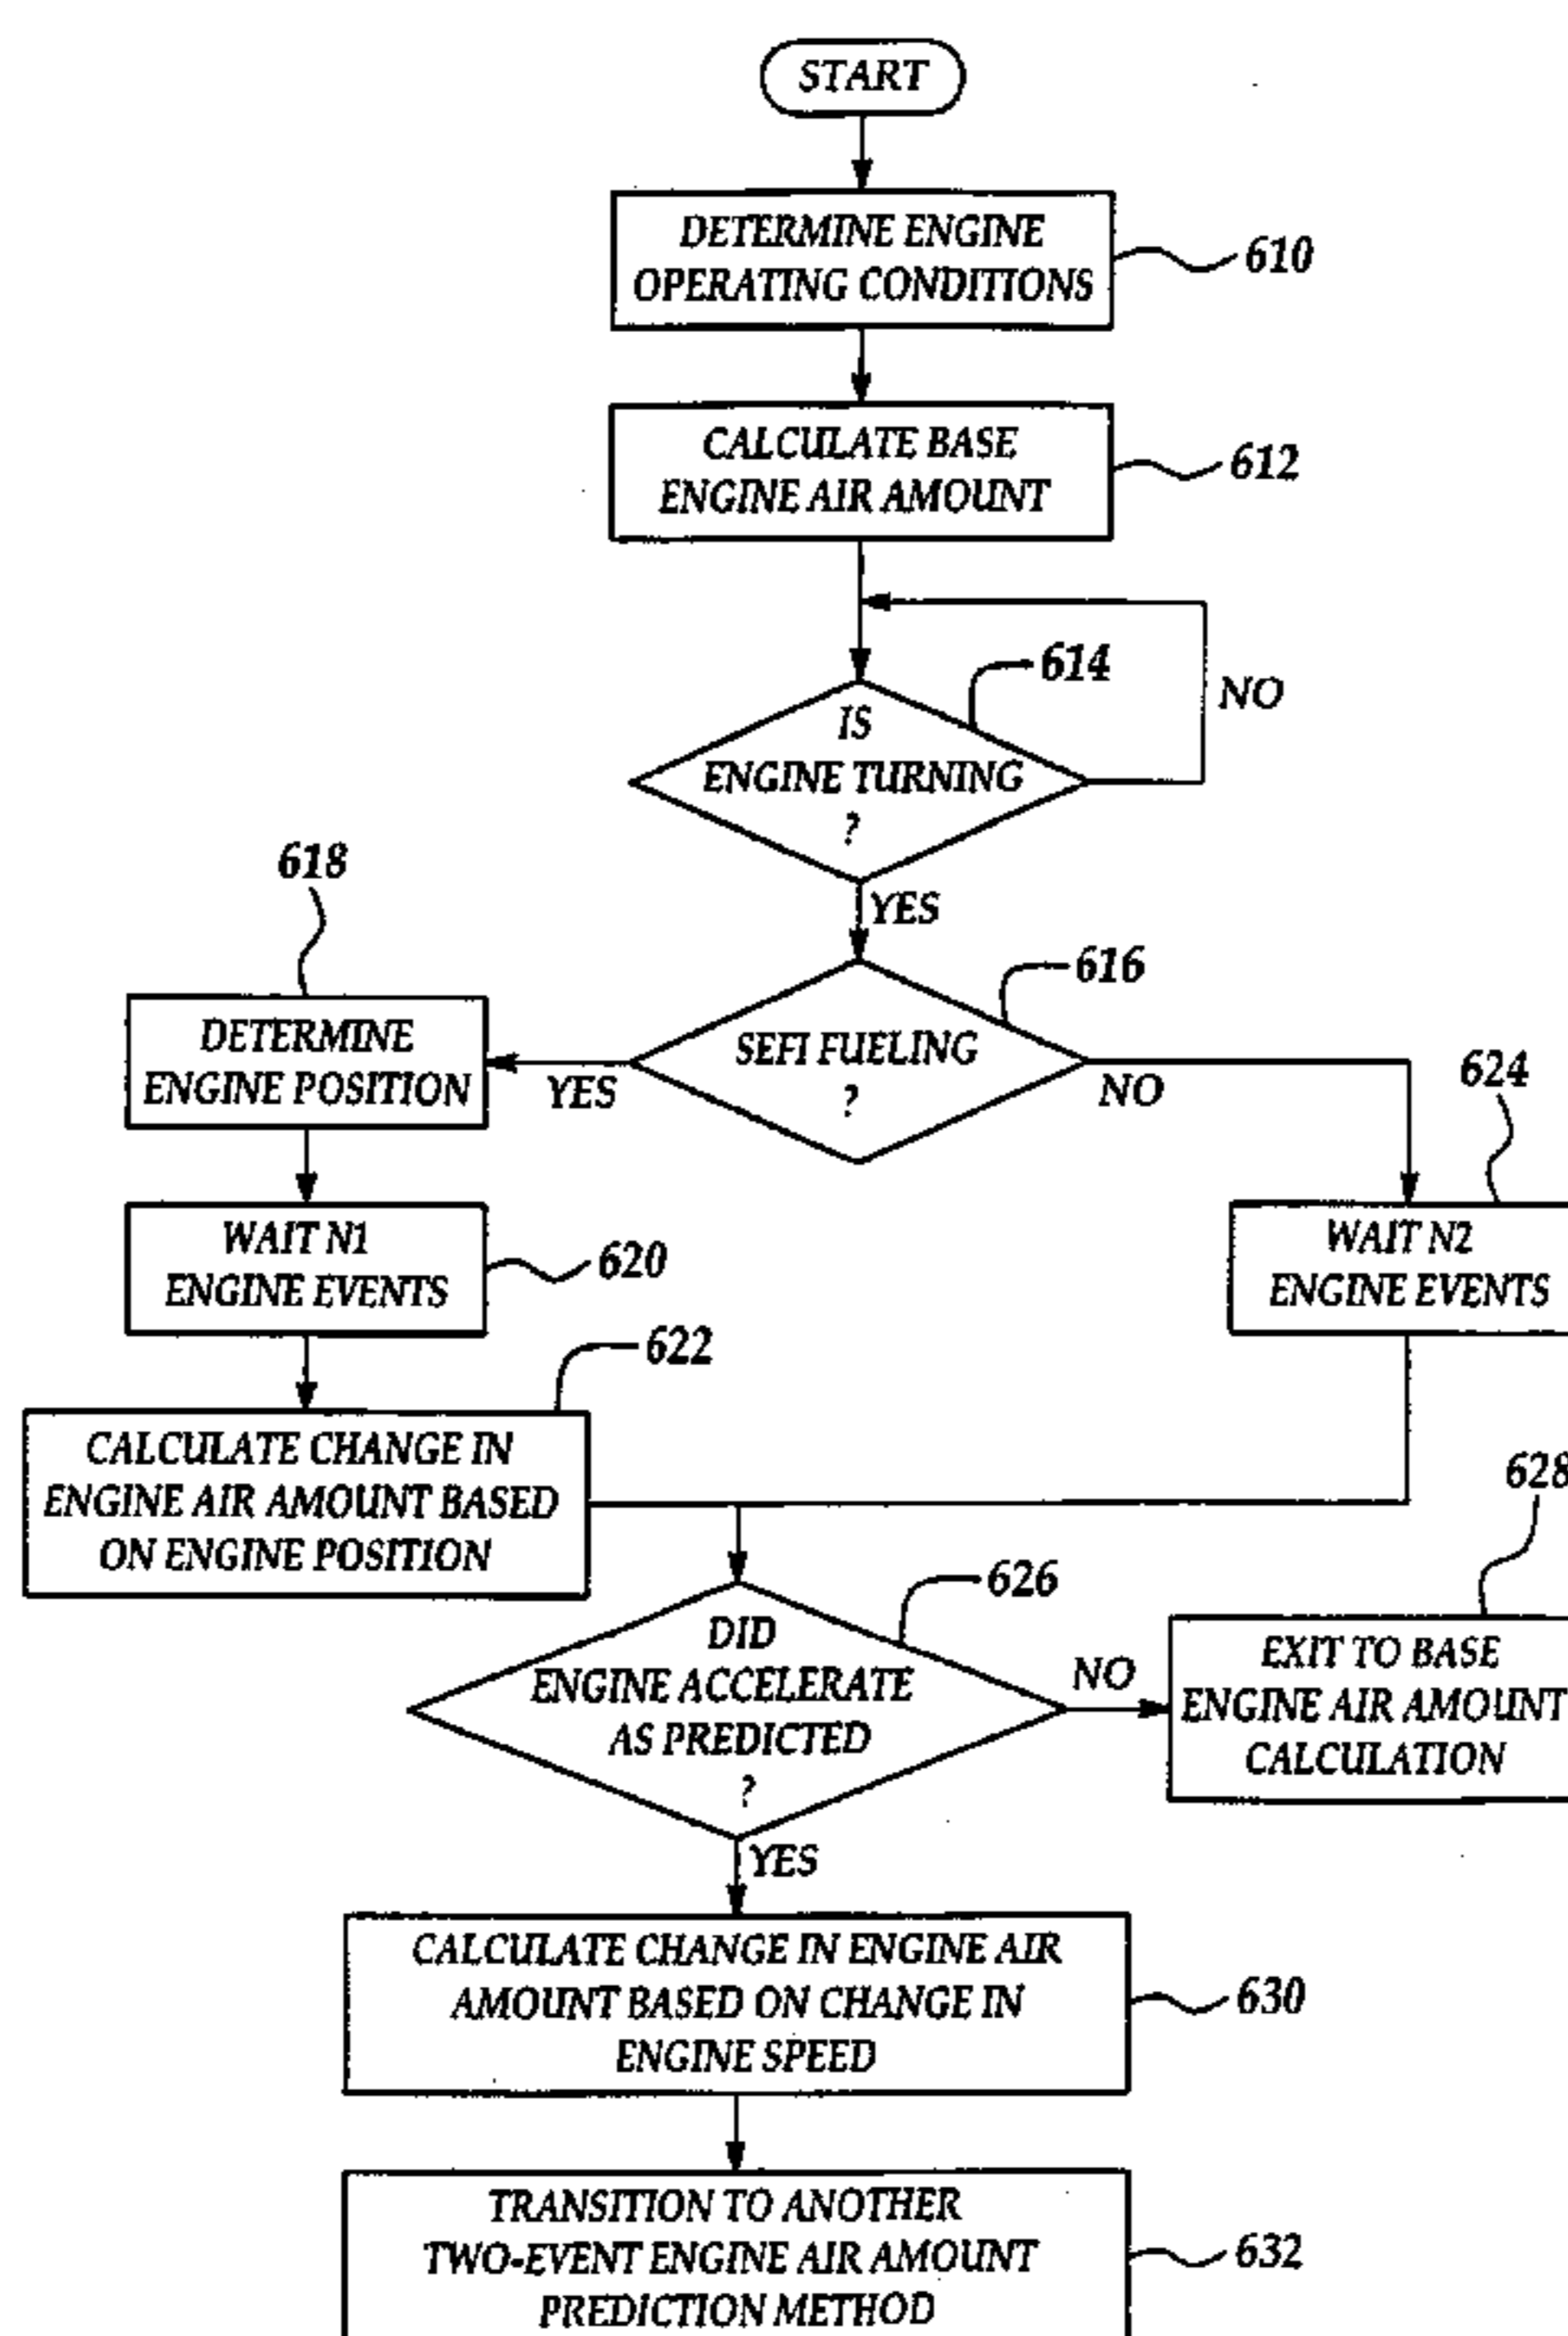 START
DETERMINE ENGINE
OPERATING CONDITIONS
610
CALCULATE BASE
ENGINE AIR AMOUNT
612
614
NO
IS
ENGINE TURNING
?
YES
618
616
DETERMINE
ENGINE POSITION
YES
SEFI FUELING
?
NO
624
WAIT N1
ENGINE EVENTS
620
WAIT N2
ENGINE EVENTS
622
CALCULATE CHANGE IN
ENGINE AIR AMOUNT BASED
ON ENGINE POSITION
628
626
DID
ENGINE ACCELERATE
AS PREDICTED
?
NO
EXIT TO BASE
ENGINE AIR AMOUNT
CALCULATION
YES
CALCULATE CHANGE IN ENGINE AIR
AMOUNT BASED ON CHANGE IN
ENGINE SPEED
630
TRANSITION TO ANOTHER
TWO-EVENT ENGINE AIR AMOUNT
PREDICTION METHOD
632